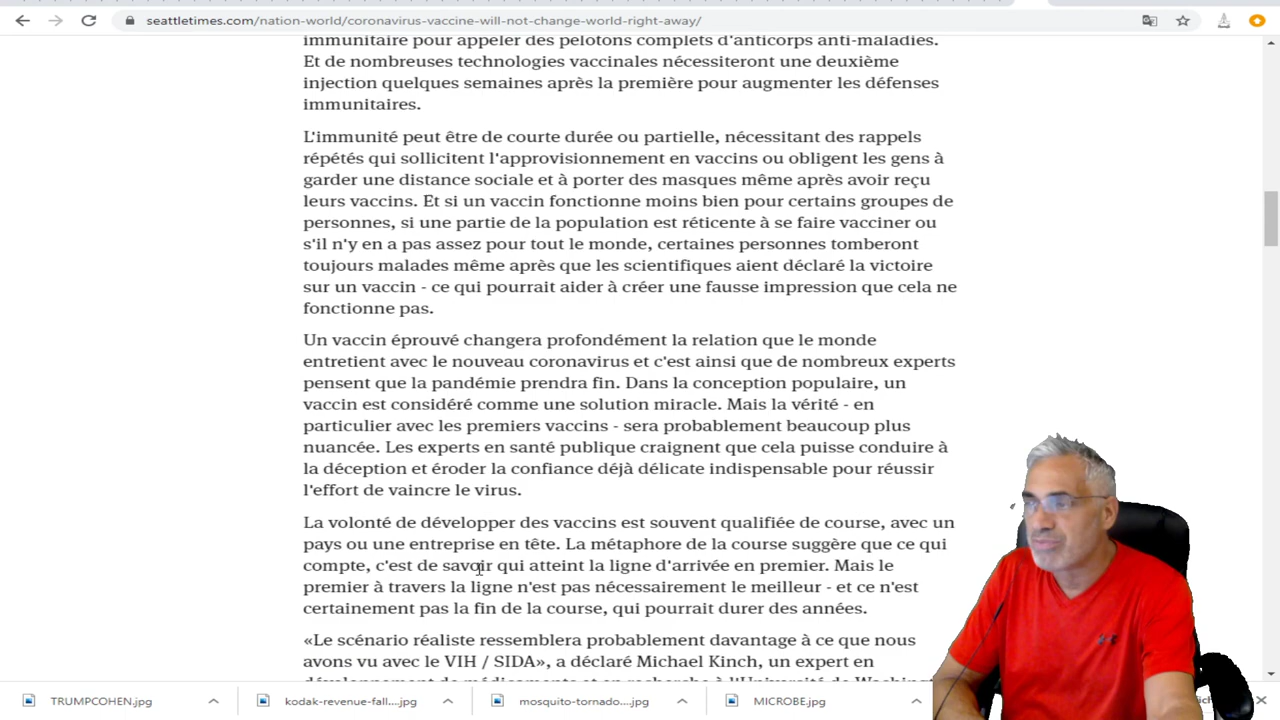 seattletimes.com/nation-world/coronavirus-vaccine-will-not-change-world-right-away/
immunitaire pour appeler des pelotons complets d'anticorps anti-maladies.
Et de nombreuses technologies vaccinales nécessiteront une deuxième
injection quelques semaines après la première pour augmenter les défenses
immunitaires.
L'immunité peut être de courte durée ou partielle, nécessitant des rappels
répétés qui sollicitent l'approvisionnement en vaccins ou obligent les gens à
garder une distance sociale et à porter des masques même après avoir reçu
leurs vaccins. Et si un vaccin fonctionne moins bien pour certains groupes de
personnes, si une partie de la population est réticente à se faire vacciner ou
s'il n'y en a pas assez pour tout le monde, certaines personnes tomberont
toujours malades même après que les scientifiques aient déclaré la victoire
sur un vaccin - ce qui pourrait aider à créer une fausse impression que cela ne
fonctionne pas.
Un vaccin éprouvé changera profondément la relation que le monde
entretient avec le nouveau coronavirus et c'est ainsi que de nombreux experts
pensent que la pandémie prendra fin. Dans la conception populaire, un
vaccin est considéré comme une solution miracle. Mais la vérité - en
particulier avec les premiers vaccins - sera probablement beaucoup plus
nuancée. Les experts en santé publique craignent que cela puisse conduire à
la déception et éroder la confiance déjà délicate indispensable pour réussir
l'effort de vaincre le virus.
La volonté de développer des vaccins est souvent qualifiée de course, avec un
pays ou une entreprise en tête. La métaphore de la course suggère que ce qui
compte, c'est de savoir qui atteint la ligne d'arrivée en premier. Mais le
premier à travers la ligne n'est pas nécessairement le meilleur - et ce n'est
certainement pas la fin de la course, qui pourrait durer des années.
«Le scénario réaliste ressemblera probablement davantage à ce que nous
avons vu avec le VIH / SIDA», a déclaré Michael Kinch, un expert en
développement de médicaments et en recherche à l'Université de
TRUMPCOHEN.jpg
kodak-revenue-fall....jpg
mosquito-tornado....jpg
MICROBE.jpg